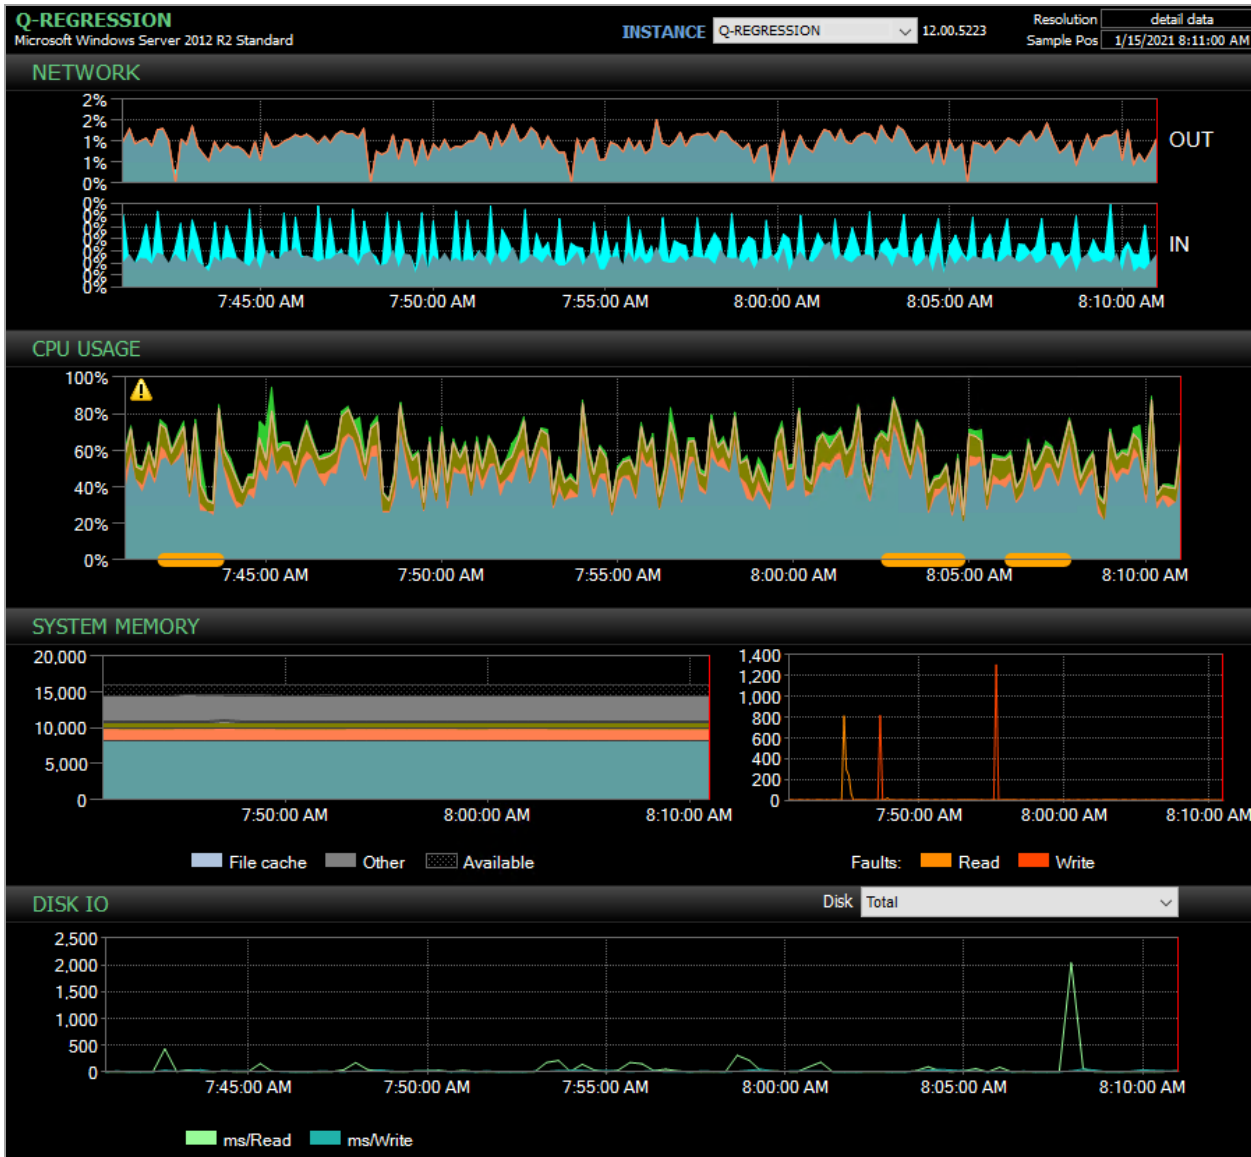 Q-REGRESSION
Microsoft Windows Server 2012 R2 Standard
INSTANCE Q-REGRESSION 12.00.5223
Resolution detail data
Sample Pos 1/15/2021 8:11:00 AM
NETWORK
2%
2%
1%
1%
0%
OUT
0%
0%
0%
0%
0%
0%
0%
0%
IN
7:45:00 AM 7:50:00 AM 7:55:00 AM 8:00:00 AM 8:05:00 AM 8:10:00 AM
CPU USAGE
100%
80%
60%
40%
20%
0%
7:45:00 AM 7:50:00 AM 7:55:00 AM 8:00:00 AM 8:05:00 AM 8:10:00 AM
SYSTEM MEMORY
20,000
15,000
10,000
5,000
0
7:50:00 AM 8:00:00 AM 8:10:00 AM
File cache Other Available
1,400
1,200
1,000
800
600
400
200
0
7:50:00 AM 8:00:00 AM 8:10:00 AM
Faults: Read Write
DISK IO
Disk Total
2,500
2,000
1,500
1,000
500
0
7:45:00 AM 7:50:00 AM 7:55:00 AM 8:00:00 AM 8:05:00 AM 8:10:00 AM
ms/Read ms/Write